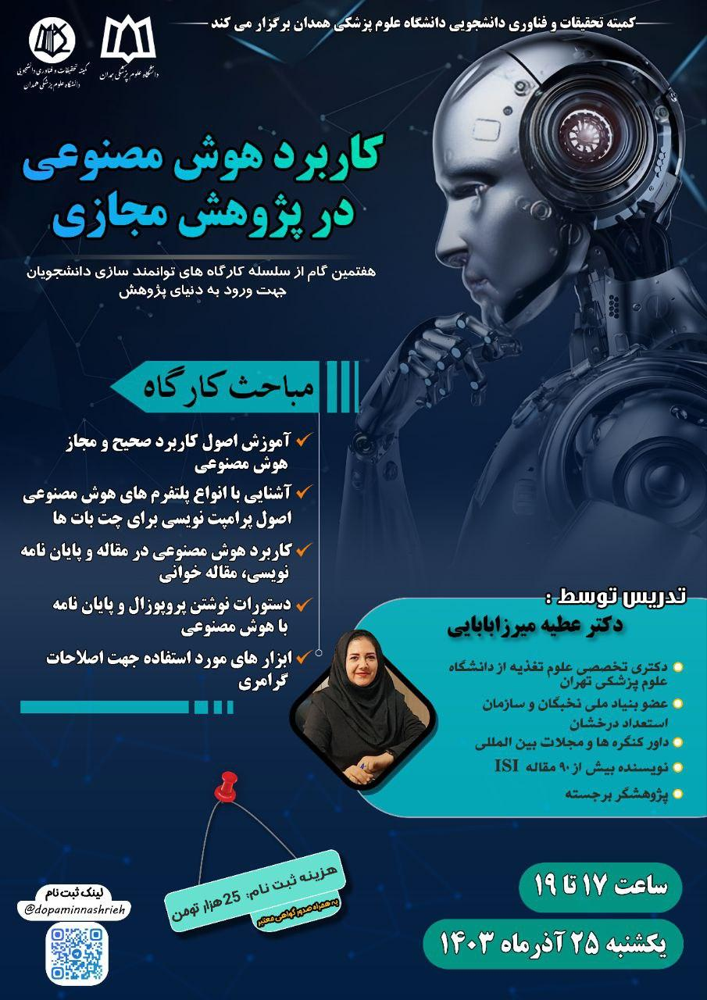 کمیته تحقیقات و فناوری دانشجویی دانشگاه علوم پزشکی همدان برگزار می کند
دانشگاه علوم پزشکی همدان
کمیته تحقیقات و فناوری دانشجویی
دانشگاه علوم پزشکی همدان
کاربرد هوش مصنوعی
در پژوهش مجازی
هفتمین گام از سلسله کارگاه های توانمند سازی دانشجویان
جهت ورود به دنیای پژوهش
مباحث کارگاه
آموزش اصول کاربرد صحیح و مجاز
هوش مصنوعی
آشنایی با انواع پلتفرم های هوش مصنوعی
اصول پرامپت نویسی برای چت بات ها
کاربرد هوش مصنوعی در مقاله و پایان نامه
نویسی، مقاله خوانی
دستورات نوشتن پروپوزال و پایان نامه
با هوش مصنوعی
ابزار های مورد استفاده جهت اصلاحات
گرامری
تدریس توسط :
دکتر عطیه میرزابابایی
دکتری تخصصی علوم تغذیه از دانشگاه
علوم پزشکی تهران
عضو بنیاد ملی نخبگان و سازمان
استعداد درخشان
داور کنگره ها و مجلات بین المللی
نویسنده بیش از ۹۰ مقاله ISI
پژوهشگر برجسته
هزینه ثبت نام: 25هزار تومن
به همراه صدور گواهی معتبر
ساعت ۱۷ تا ۱۹
یکشنبه ۲۵ آذرماه ۱۴۰۳
لینک ثبت نام
@dopaminnashrieh